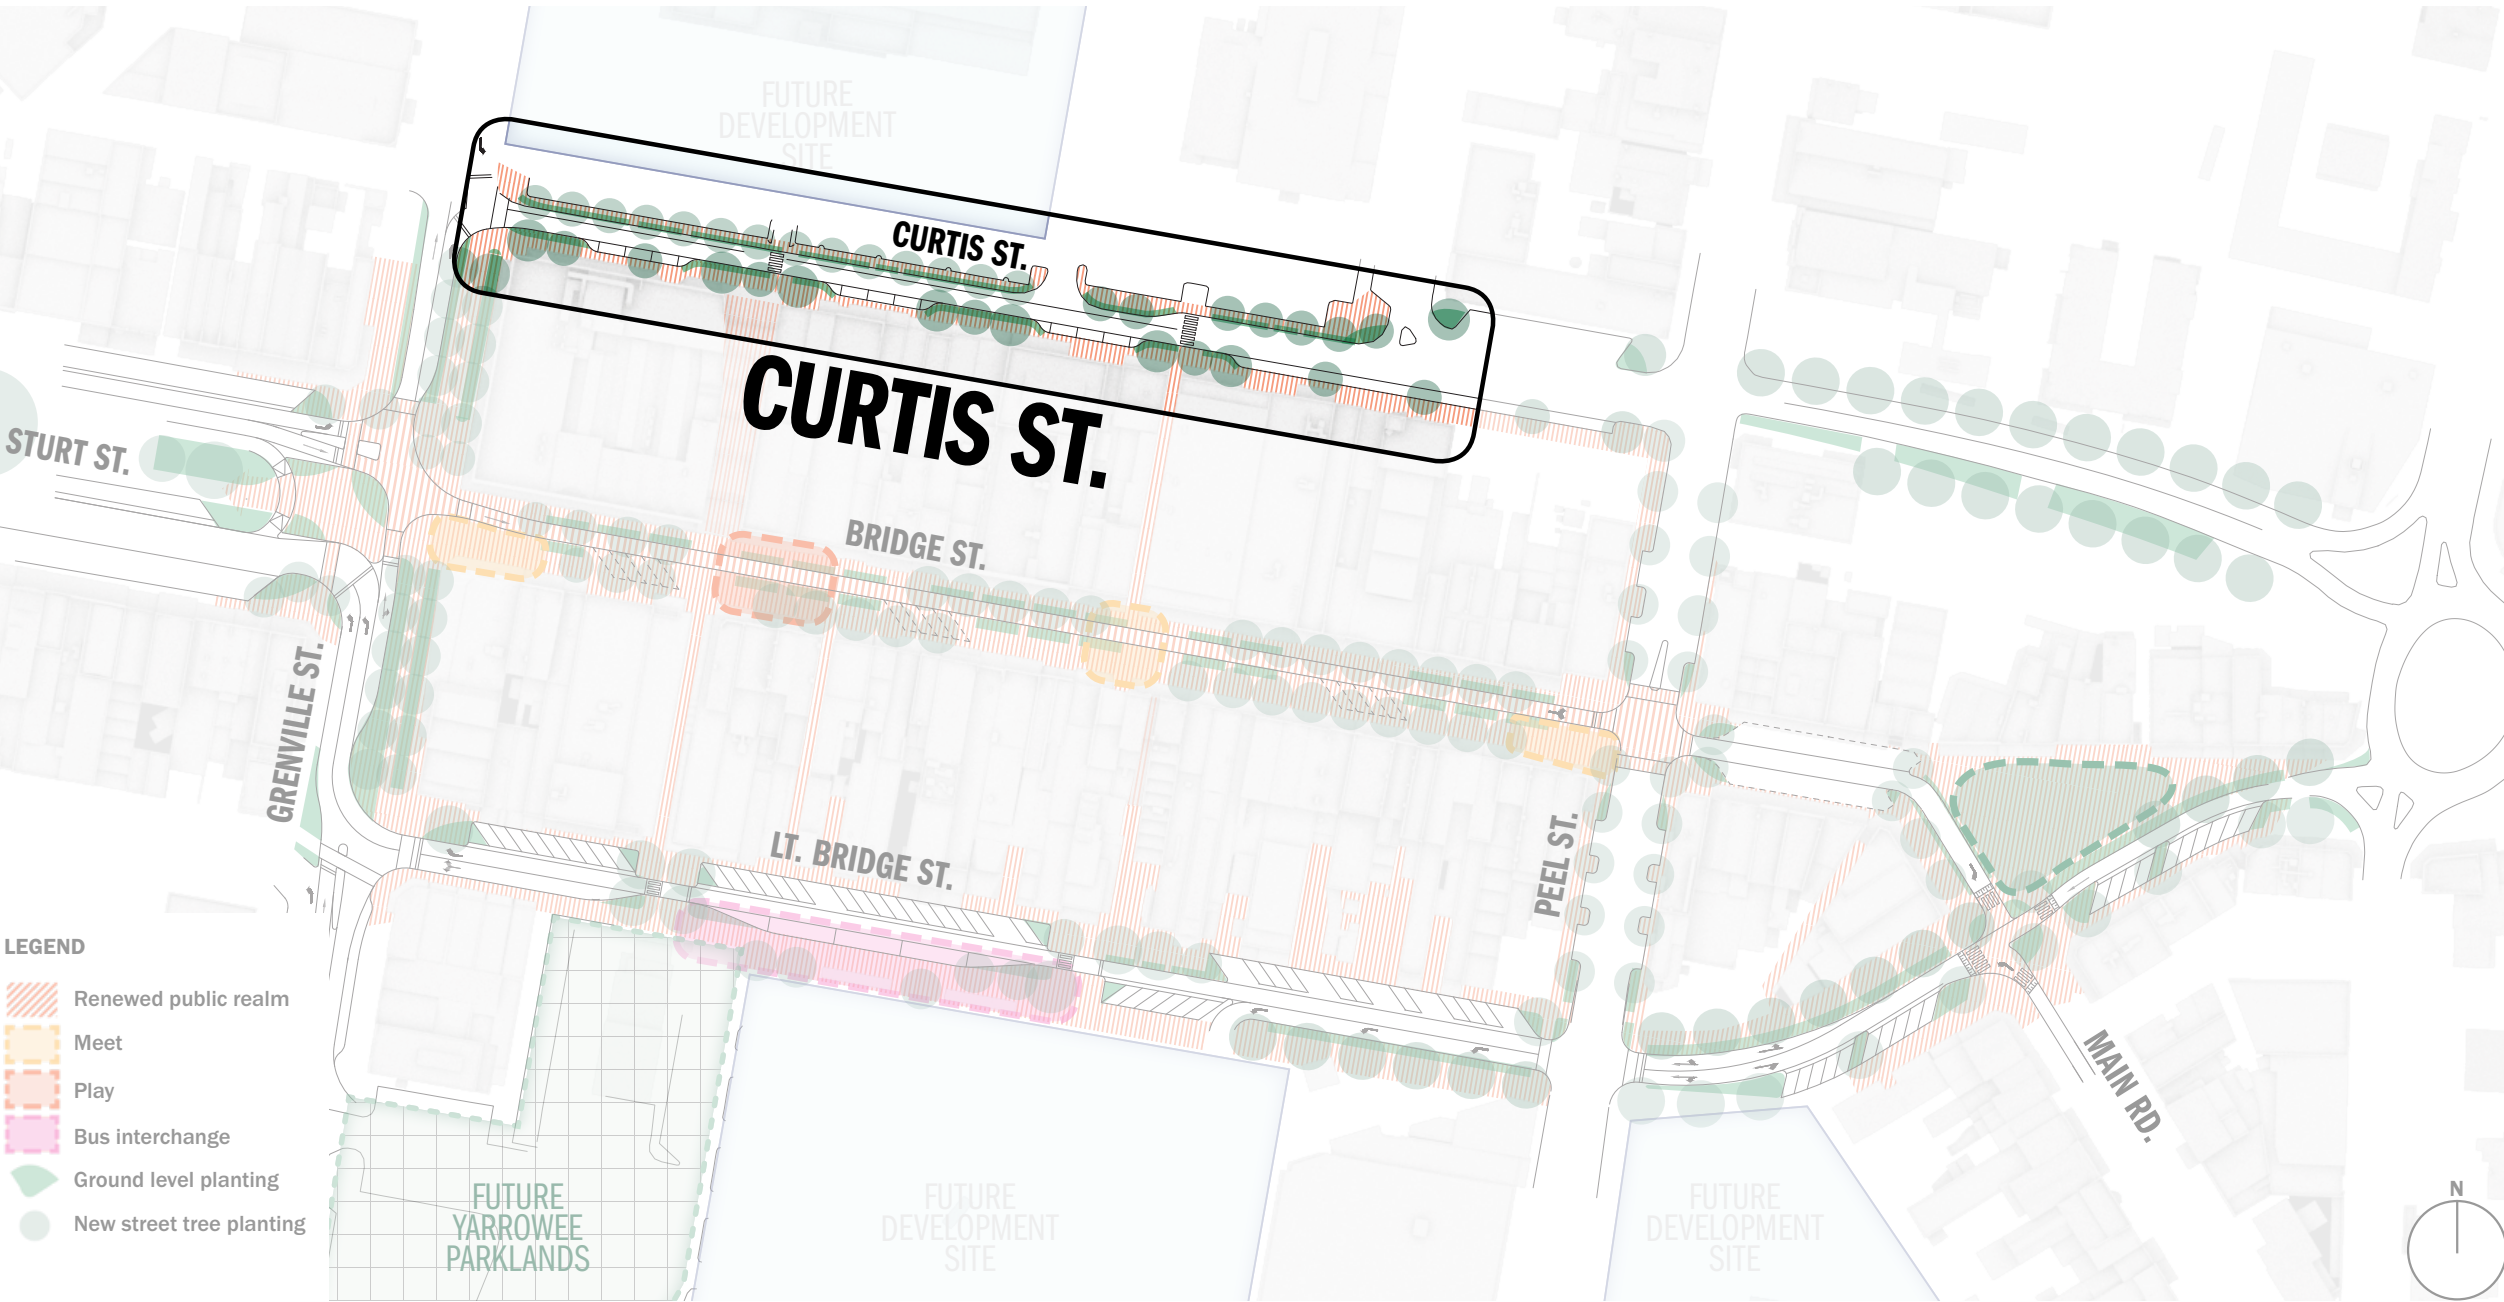 FUTURE
DEVELOPMENT
SITE
CURTIS ST.
CURTIS ST.
STURT ST.
BRIDGE ST.
GRENVILLE ST.
LT. BRIDGE ST.
PEEL ST.
MAIN RD.
LEGEND
Renewed public realm
Meet
Play
Bus interchange
Ground level planting
New street tree planting
FUTURE
YARROWEE
PARKLANDS
FUTURE
DEVELOPMENT
SITE
FUTURE
DEVELOPMENT
SITE
N